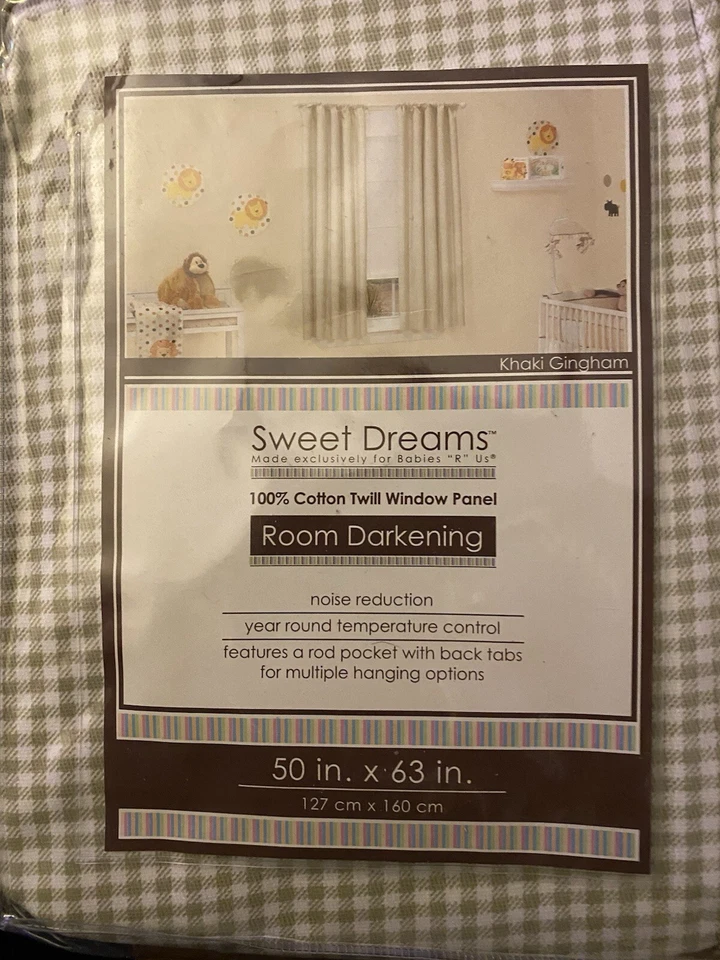 Khaki Gingham
Sweet Dreams™
Made exclusively for Babies "R" Us®
100% Cotton Twill Window Panel
Room Darkening
noise reduction
year round temperature control
features a rod pocket with back tabs
for multiple hanging options
50 in. x 63 in.
127 cm x 160 cm